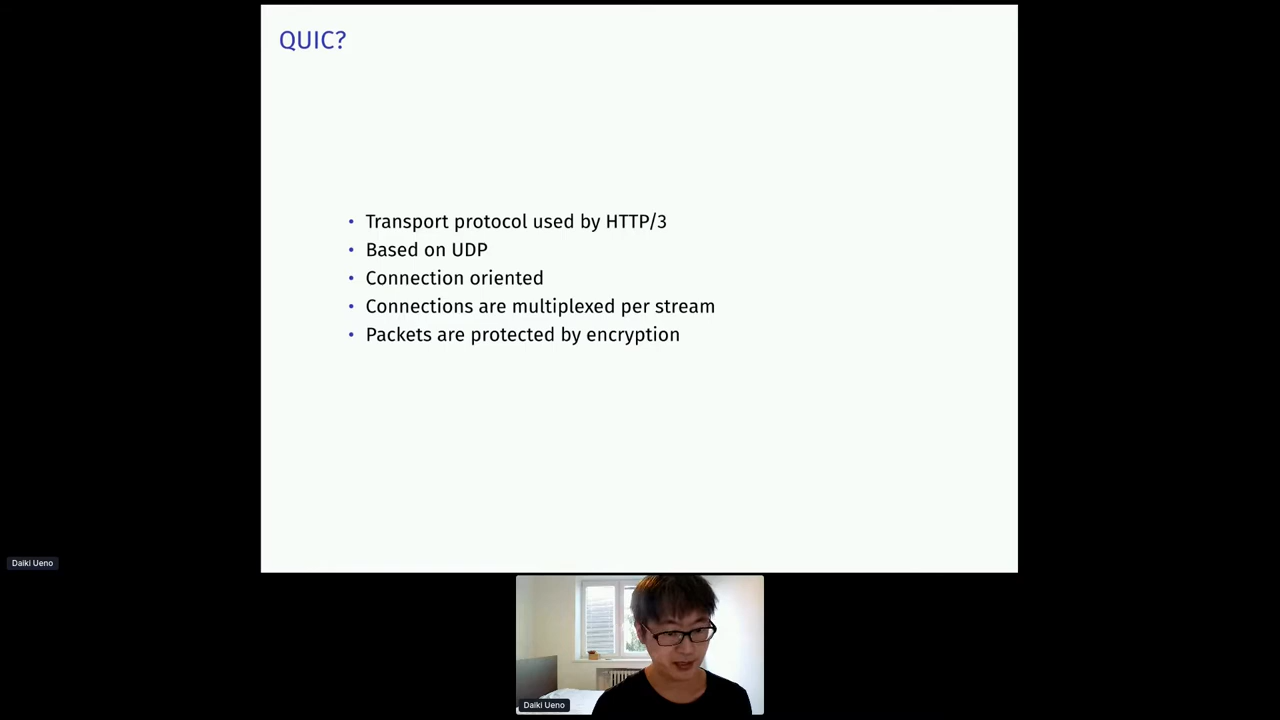 QUIC?
• Transport protocol used by HTTP/3
• Based on UDP
• Connection oriented
• Connections are multiplexed per stream
• Packets are protected by encryption
Daiki Ueno
Daiki Ueno